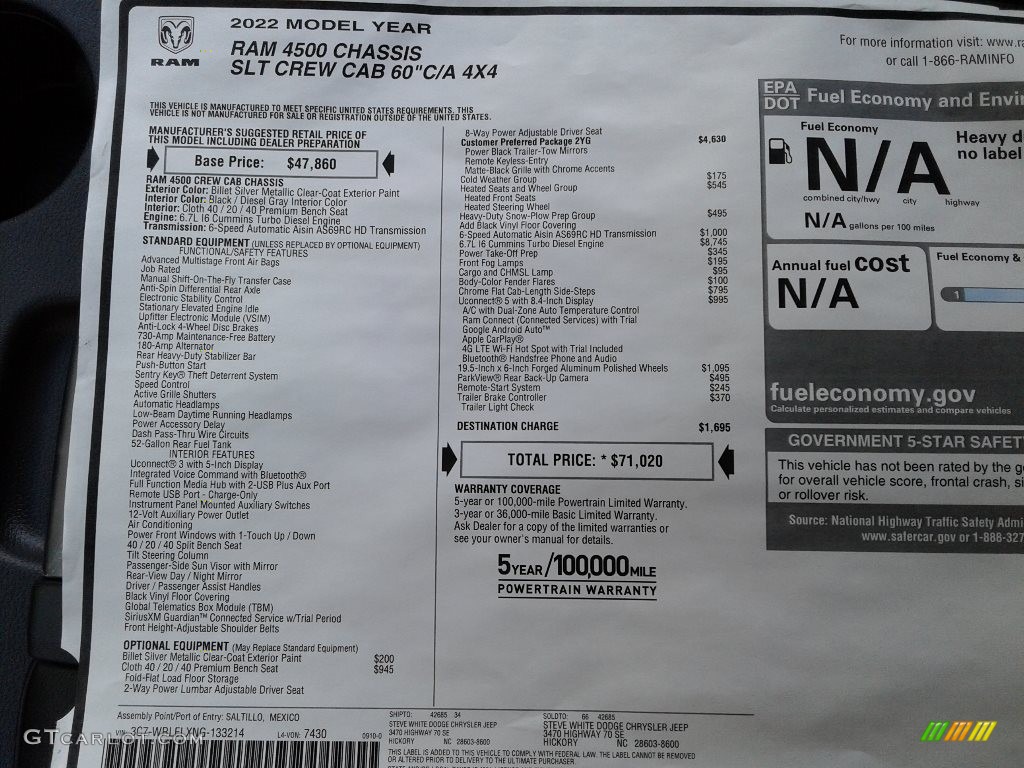 2022 MODEL YEAR
RAM
RAM 4500 CHASSIS
SLT CREW CAB 60"C/A 4X4
THIS VEHICLE IS MANUFACTURED TO MEET SPECIFIC UNITED STATES REQUIREMENTS. THIS
VEHICLE IS NOT MANUFACTURED FOR SALE OR REGISTRATION OUTSIDE OF THE UNITED STATES.
MANUFACTURER'S SUGGESTED RETAIL PRICE OF
THIS MODEL INCLUDING DEALER PREPARATION
Base Price: $47,860
RAM 4500 CREW CAB CHASSIS
Exterior Color: Billet Silver Metallic Clear-Coat Exterior Paint
Interior Color: Black / Diesel Gray Interior Color
Interior: Cloth 40 / 20 / 40 Premium Bench Seat
Engine: 6.7L I6 Cummins Turbo Diesel Engine
Transmission: 6-Speed Automatic Aisin AS69RC HD Transmission
STANDARD EQUIPMENT (UNLESS REPLACED BY OPTIONAL EQUIPMENT)
FUNCTIONAL/SAFETY FEATURES
Advanced Multistage Front Air Bags
Job Rated
Manual Shift-On-The-Fly Transfer Case
Anti-Spin Differential Rear Axle
Electronic Stability Control
Stationary Elevated Engine Idle
Upfitter Electronic Module (VSIM)
Anti-Lock 4-Wheel Disc Brakes
730-Amp Maintenance-Free Battery
180-Amp Alternator
Rear Heavy-Duty Stabilizer Bar
Push-Button Start
Sentry Key® Theft Deterrent System
Speed Control
Active Grille Shutters
Automatic Headlamps
Low-Beam Daytime Running Headlamps
Power Accessory Delay
Dash Pass-Thru Wire Circuits
52-Gallon Rear Fuel Tank
INTERIOR FEATURES
Uconnect® 3 with 5-Inch Display
Integrated Voice Command with Bluetooth®
Full Function Media Hub with 2-USB Plus Aux Port
Remote USB Port - Charge-Only
Instrument Panel Mounted Auxiliary Switches
12-Volt Auxiliary Power Outlet
Air Conditioning
Power Front Windows with 1-Touch Up / Down
40 / 20 / 40 Split Bench Seat
Tilt Steering Column
Passenger-Side Sun Visor with Mirror
Rear-View Day / Night Mirror
Driver / Passenger Assist Handles
Black Vinyl Floor Covering
Global Telematics Box Module (TBM)
SiriusXM Guardian™ Connected Service w/Trial Period
Front Height-Adjustable Shoulder Belts
OPTIONAL EQUIPMENT (May Replace Standard Equipment)
Billet Silver Metallic Clear-Coat Exterior Paint $200
Cloth 40 / 20 / 40 Premium Bench Seat $945
Fold-Flat Load Floor Storage
2-Way Power Lumbar Adjustable Driver Seat
8-Way Power Adjustable Driver Seat
Customer Preferred Package 2YG $4,630
Power Black Trailer-Tow Mirrors
Remote Keyless-Entry
Matte-Black Grille with Chrome Accents
Cold Weather Group $175
Heated Seats and Wheel Group $545
Heated Front Seats
Heated Steering Wheel
Heavy-Duty Snow-Plow Prep Group $495
Add Black Vinyl Floor Covering
6-Speed Automatic Aisin AS69RC HD Transmission $1,000
6.7L I6 Cummins Turbo Diesel Engine $8,745
Power Take-Off Prep $345
Front Fog Lamps $195
Cargo and CHMSL Lamp $95
Body-Color Fender Flares $100
Chrome Flat Cab-Length Side-Steps $795
Uconnect® 5 with 8.4-Inch Display $995
A/C with Dual-Zone Auto Temperature Control
Ram Connect (Connected Services) with Trial
Google Android Auto™
Apple CarPlay®
4G LTE Wi-Fi Hot Spot with Trial Included
Bluetooth® Handsfree Phone and Audio
19.5-Inch x 6-Inch Forged Aluminum Polished Wheels $1,095
ParkView® Rear Back-Up Camera $495
Remote-Start System $245
Trailer Brake Controller $370
Trailer Light Check
DESTINATION CHARGE $1,695
TOTAL PRICE: * $71,020
WARRANTY COVERAGE
5-year or 100,000-mile Powertrain Limited Warranty.
3-year or 36,000-mile Basic Limited Warranty.
Ask Dealer for a copy of the limited warranties or
see your owner's manual for details.
5YEAR/100,000MILE
POWERTRAIN WARRANTY
For more information visit: www.ra
or call 1-866-RAMINFO
EPA
DOT
Fuel Economy and Envi
Fuel Economy
N/A
combined city/hwy city highway
N/A gallons per 100 miles
Heavy d
no label
Annual fuel cost
N/A
Fuel Economy &
1
fueleconomy.gov
Calculate personalized estimates and compare vehicles
GOVERNMENT 5-STAR SAFET
This vehicle has not been rated by the go
for overall vehicle score, frontal crash, si
or rollover risk.
Source: National Highway Traffic Safety Admi
www.safercar.gov or 1-888-327
Assembly Point/Port of Entry: SALTILLO, MEXICO
VIN: 3C7-WRLFLXNG-133214 L4-VON: 7430 0910-0
SHIPTO: 42685 34
STEVE WHITE DODGE CHRYSLER JEEP
3470 HIGHWAY 70 SE
HICKORY NC 28603-8600
SOLDTO: 66 42685
STEVE WHITE DODGE CHRYSLER JEEP
3470 HIGHWAY 70 SE
HICKORY NC 28603-8600
THIS LABEL IS ADDED TO THIS VEHICLE TO COMPLY WITH FEDERAL LAW. THE LABEL CANNOT BE REMOVED
OR ALTERED PRIOR TO DELIVERY TO THE ULTIMATE PURCHASER.
GTcarlot.com